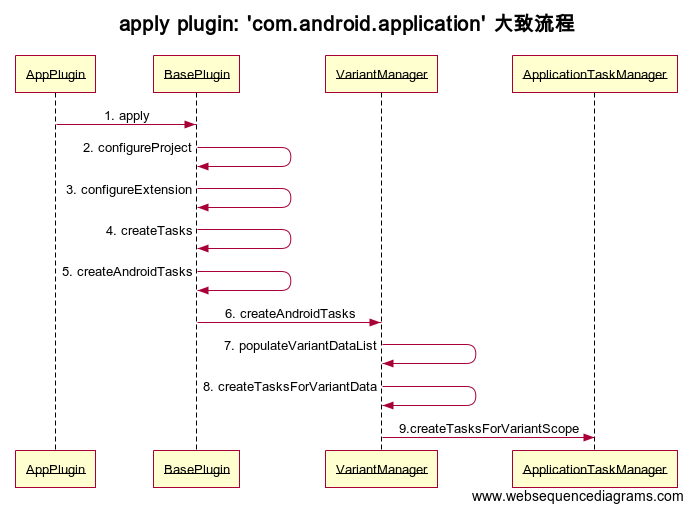 apply plugin: 'com.android.application' 大致流程
AppPlugin
BasePlugin
VariantManager
ApplicationTaskManager
1. apply
2. configureProject
3. configureExtension
4. createTasks
5. createAndroidTasks
6. createAndroidTasks
7. populateVariantDataList
8. createTasksForVariantData
9.createTasksForVariantScope
AppPlugin
BasePlugin
VariantManager
ApplicationTaskManager
www.websequencediagrams.com